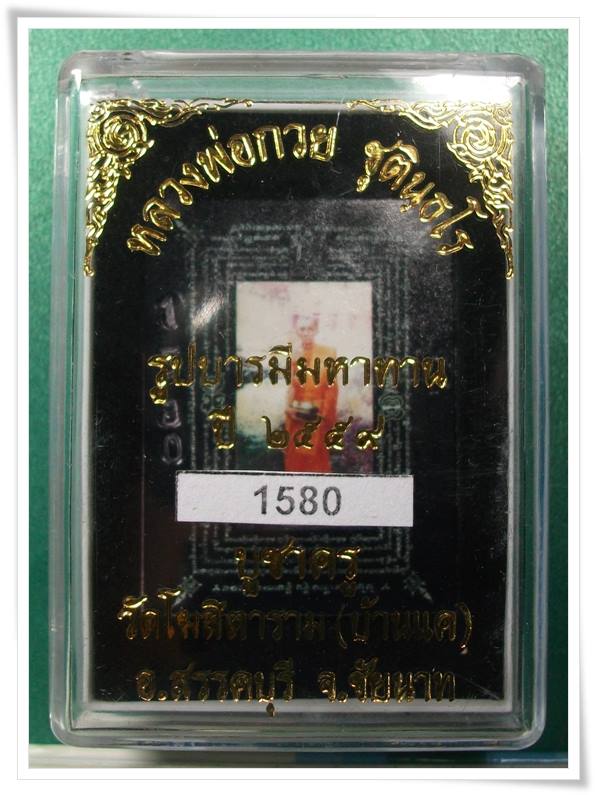 หลวงพ่อกวย ชุตินฺธโร
รูปบารมีมหาทาน
ปี ๒๕๕๙
1580
บูชาครู
วัดโฆสิตาราม (บ้านแค)
อ.สรรคบุรี จ.ชัยนาท